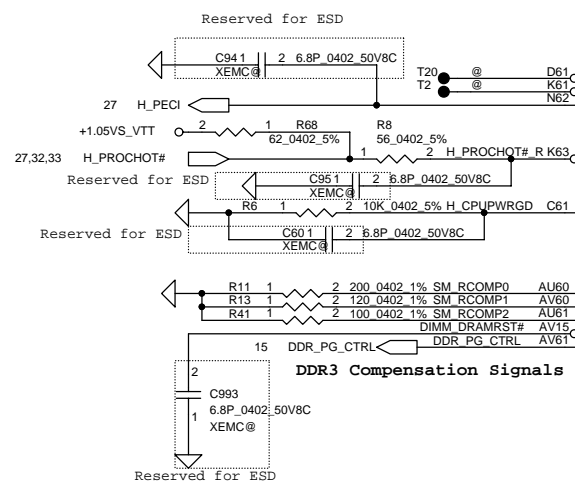 Reserved for ESD
C94 1 2 6.8P_0402_50V8C
XEMC@
T20 @ D61
T2 @ K61
27 H_PECI N62
+1.05VS_VTT 2 1 R68 R8
62_0402_5% 56_0402_5%
27,32,33 H_PROCHOT# 1 2 H_PROCHOT#_R K63
Reserved for ESD C95 1 2 6.8P_0402_50V8C
XEMC@
R6 1 2 10K_0402_5% H_CPUPWRGD C61
Reserved for ESD C60 1 2 6.8P_0402_50V8C
XEMC@
R11 1 2 200_0402_1% SM_RCOMP0 AU60
R13 1 2 120_0402_1% SM_RCOMP1 AV60
R41 1 2 100_0402_1% SM_RCOMP2 AU61
DIMM_DRAMRST# AV15
15 DDR_PG_CTRL DDR_PG_CTRL AV61
DDR3 Compensation Signals
2
C993
6.8P_0402_50V8C
1
XEMC@
Reserved for ESD